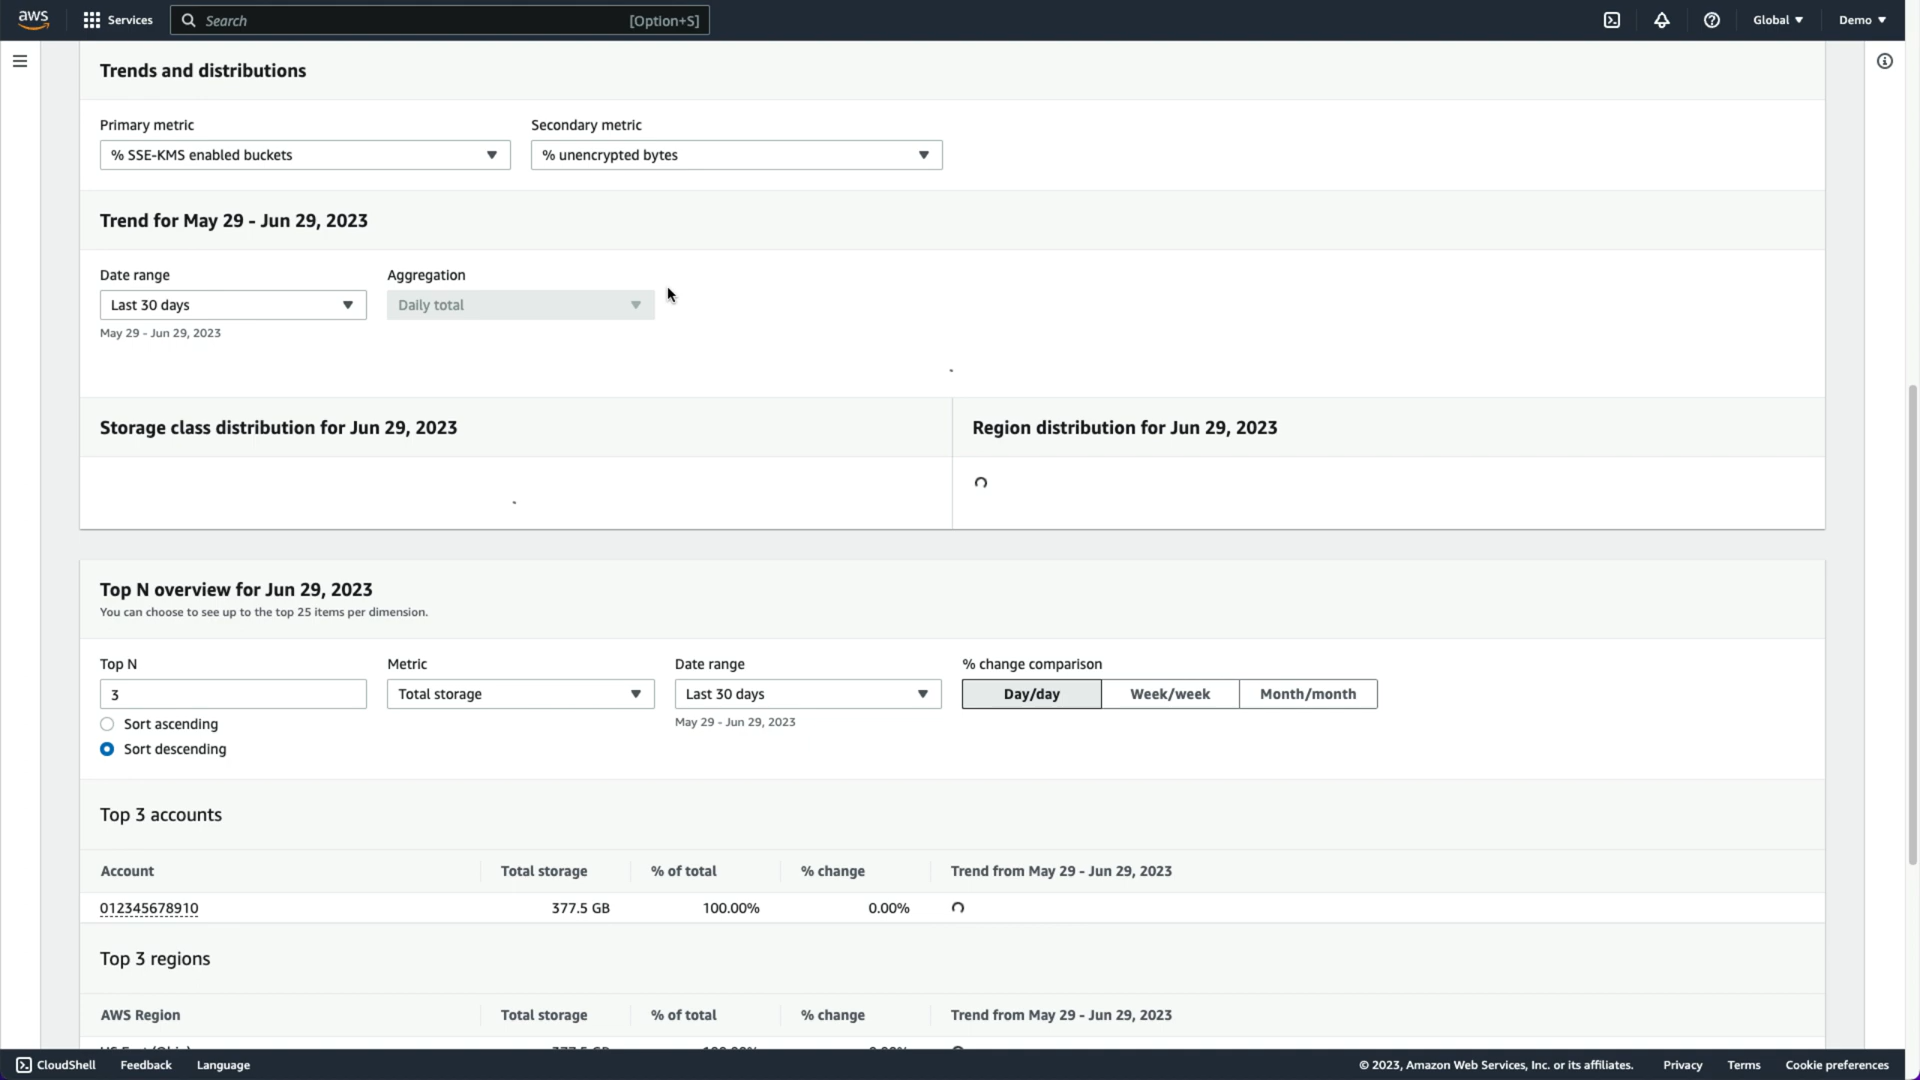 aws
Services
Search
[Option+S]
Global
Demo
Trends and distributions
Primary metric
Secondary metric
% SSE-KMS enabled buckets
% unencrypted bytes
Trend for May 29 - Jun 29, 2023
Date range
Aggregation
Last 30 days
Daily total
May 29 - Jun 29, 2023
Storage class distribution for Jun 29, 2023
Region distribution for Jun 29, 2023
Top N overview for Jun 29, 2023
You can choose to see up to the top 25 items per dimension.
Top N
Metric
Date range
% change comparison
3
Total storage
Last 30 days
Day/day
Week/week
Month/month
Sort ascending
May 29 - Jun 29, 2023
Sort descending
Top 3 accounts
Account
Total storage
% of total
% change
Trend from May 29 - Jun 29, 2023
012345678910
377.5 GB
100.00%
0.00%
Top 3 regions
AWS Region
Total storage
% of total
% change
Trend from May 29 - Jun 29, 2023
CloudShell
Feedback
Language
© 2023, Amazon Web Services, Inc. or its affiliates.
Privacy
Terms
Cookie preferences